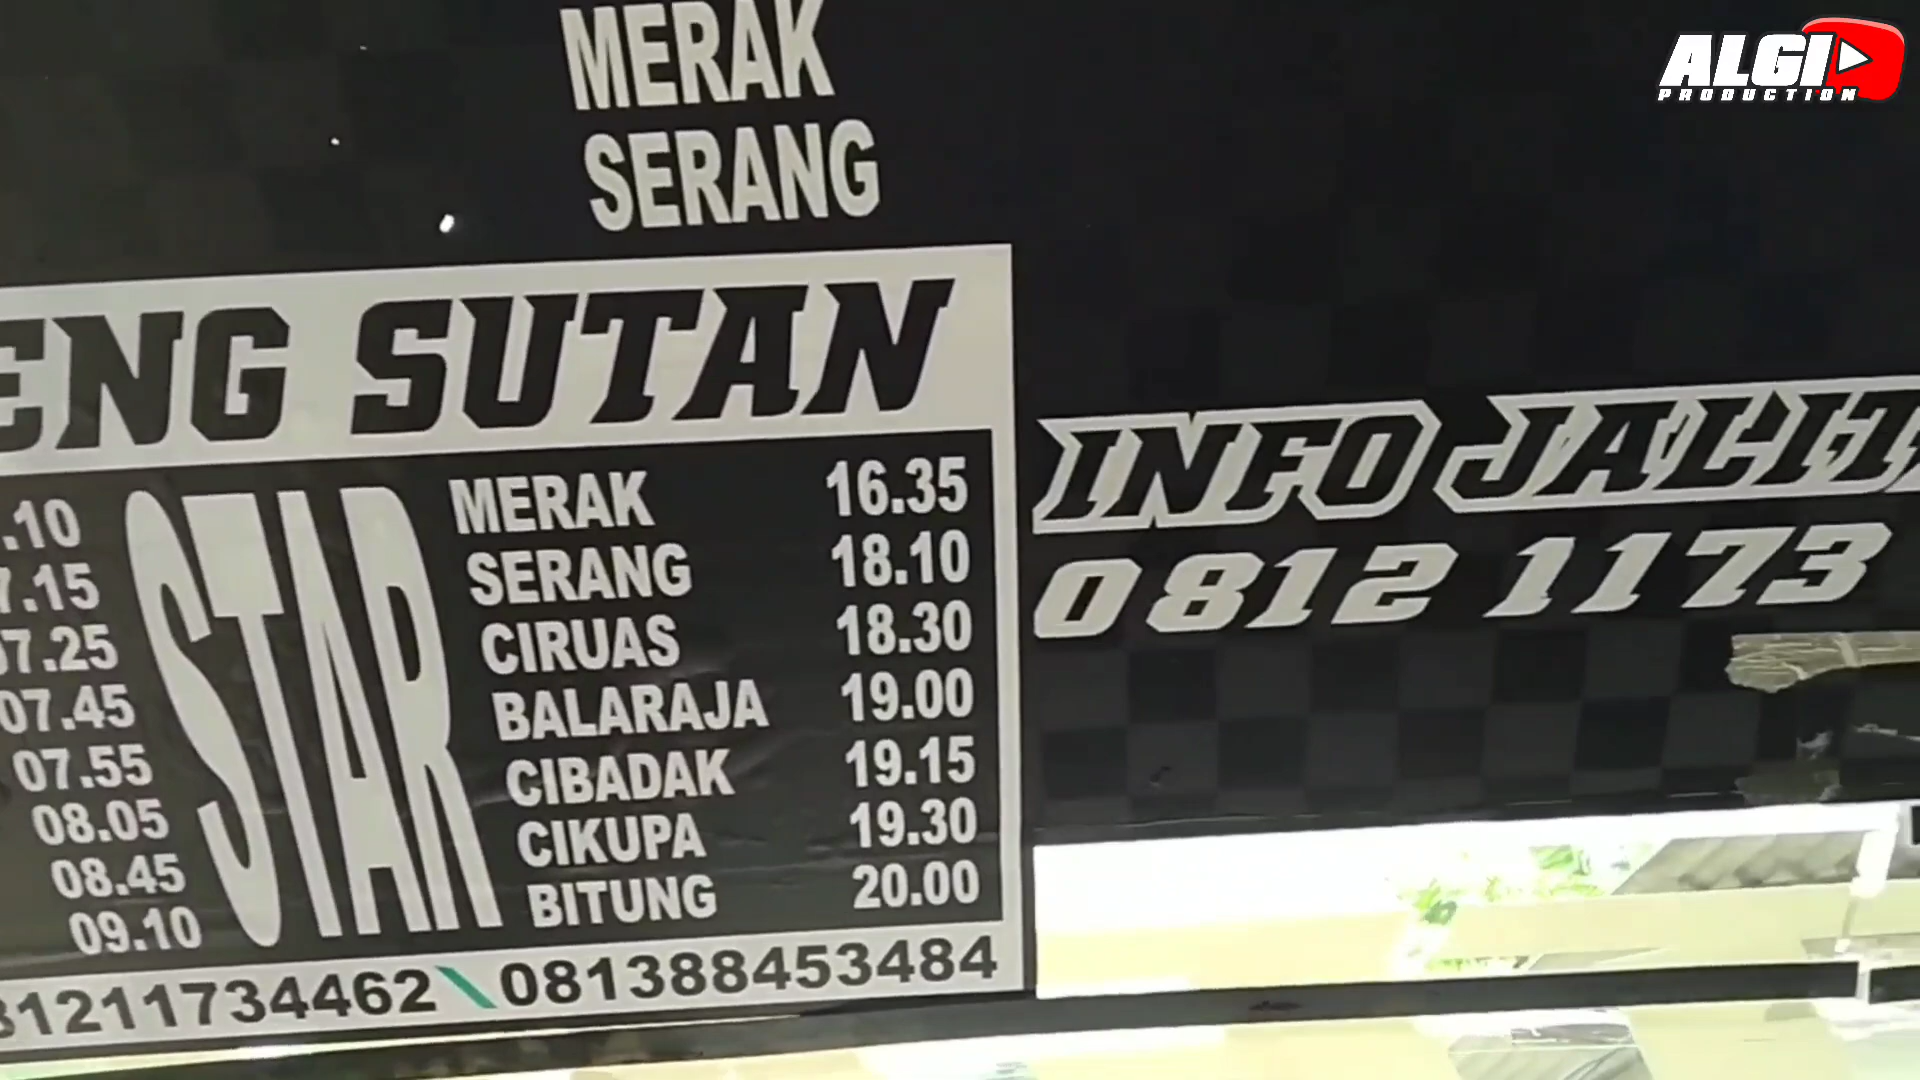 MERAK
SERANG
ALGI
PRODUCTION
ENG SUTAN
.10
7.15
07.25
07.45
07.55
08.05
08.45
09.10
STAR
MERAK 16.35
SERANG 18.10
CIRUAS 18.30
BALARAJA 19.00
CIBADAK 19.15
CIKUPA 19.30
BITUNG 20.00
81211734462 \ 081388453484
INFO JALIT
0812 1173